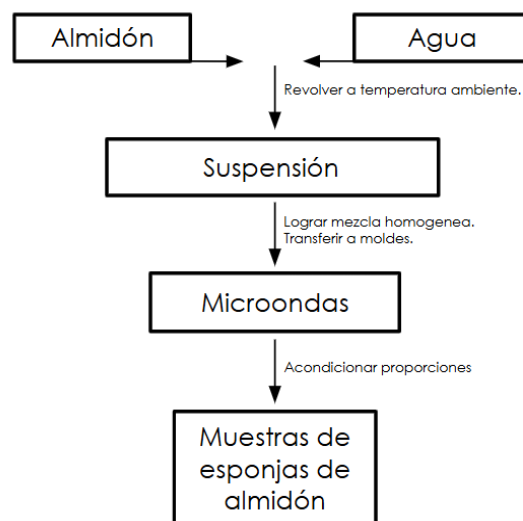 Almidón
Agua
Revolver a temperatura ambiente.
Suspensión
Lograr mezcla homogenea.
Transferir a moldes.
Microondas
Acondicionar proporciones
Muestras de
esponjas de
almidón